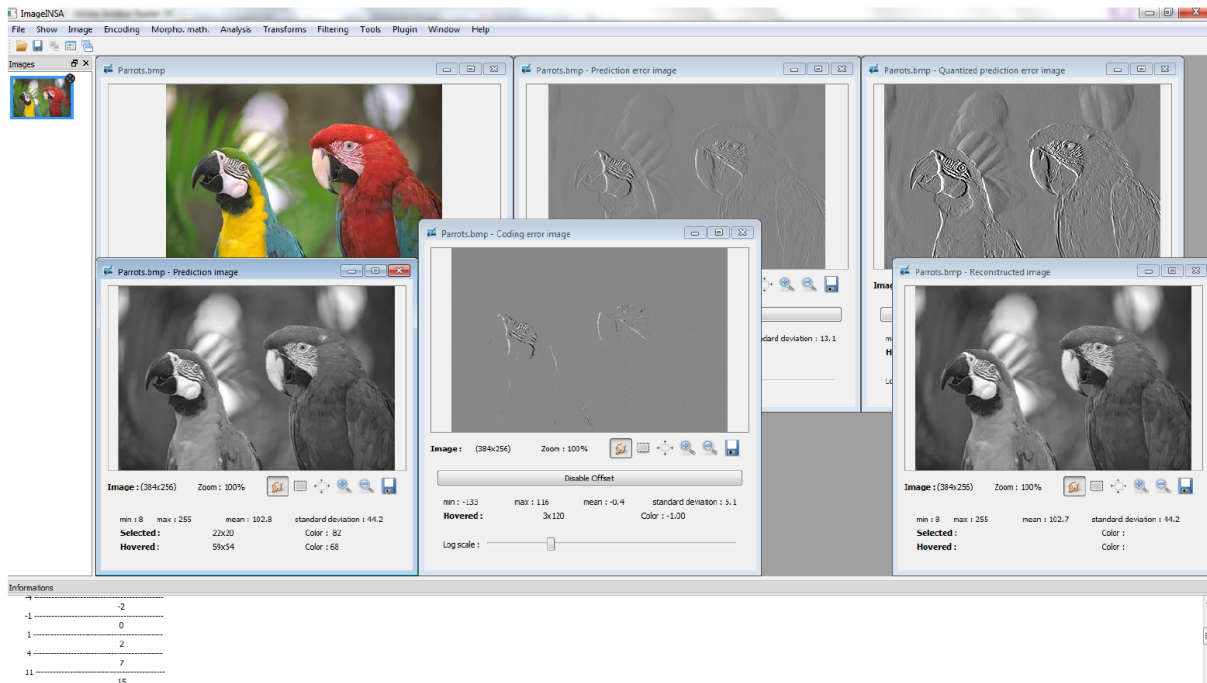 ImageINSA
File Show Image Encoding Morpho. math. Analysis Transforms Filtering Tools Plugin Window Help
Images
Parrots.bmp
Parrots.bmp - Prediction error image
Parrots.bmp - Quantized prediction error image
dard deviation : 13.1
Imag
m
H
Lo
Parrots.bmp - Prediction image
Image : (384x256) Zoom : 100%
min : 8 max : 255 mean : 102.8 standard deviation : 44.2
Selected : 22x20 Color : 82
Hovered : 59x54 Color : 68
Parrots.bmp - Coding error image
Image : (384x256) Zoom : 100%
Disable Offset
min : -133 max : 116 mean : -0.4 standard deviation : 5.1
Hovered : 3x120 Color : -1.00
Log scale :
Parrots.bmp - Reconstructed image
Image : (384x256) Zoom : 100%
min : 8 max : 255 mean : 102.7 standard deviation : 44.2
Selected : Color :
Hovered : Color :
Informations
-4 --------------------------------------------
-2
-1 --------------------------------------------
0
1 --------------------------------------------
2
4 --------------------------------------------
7
11 --------------------------------------------
15